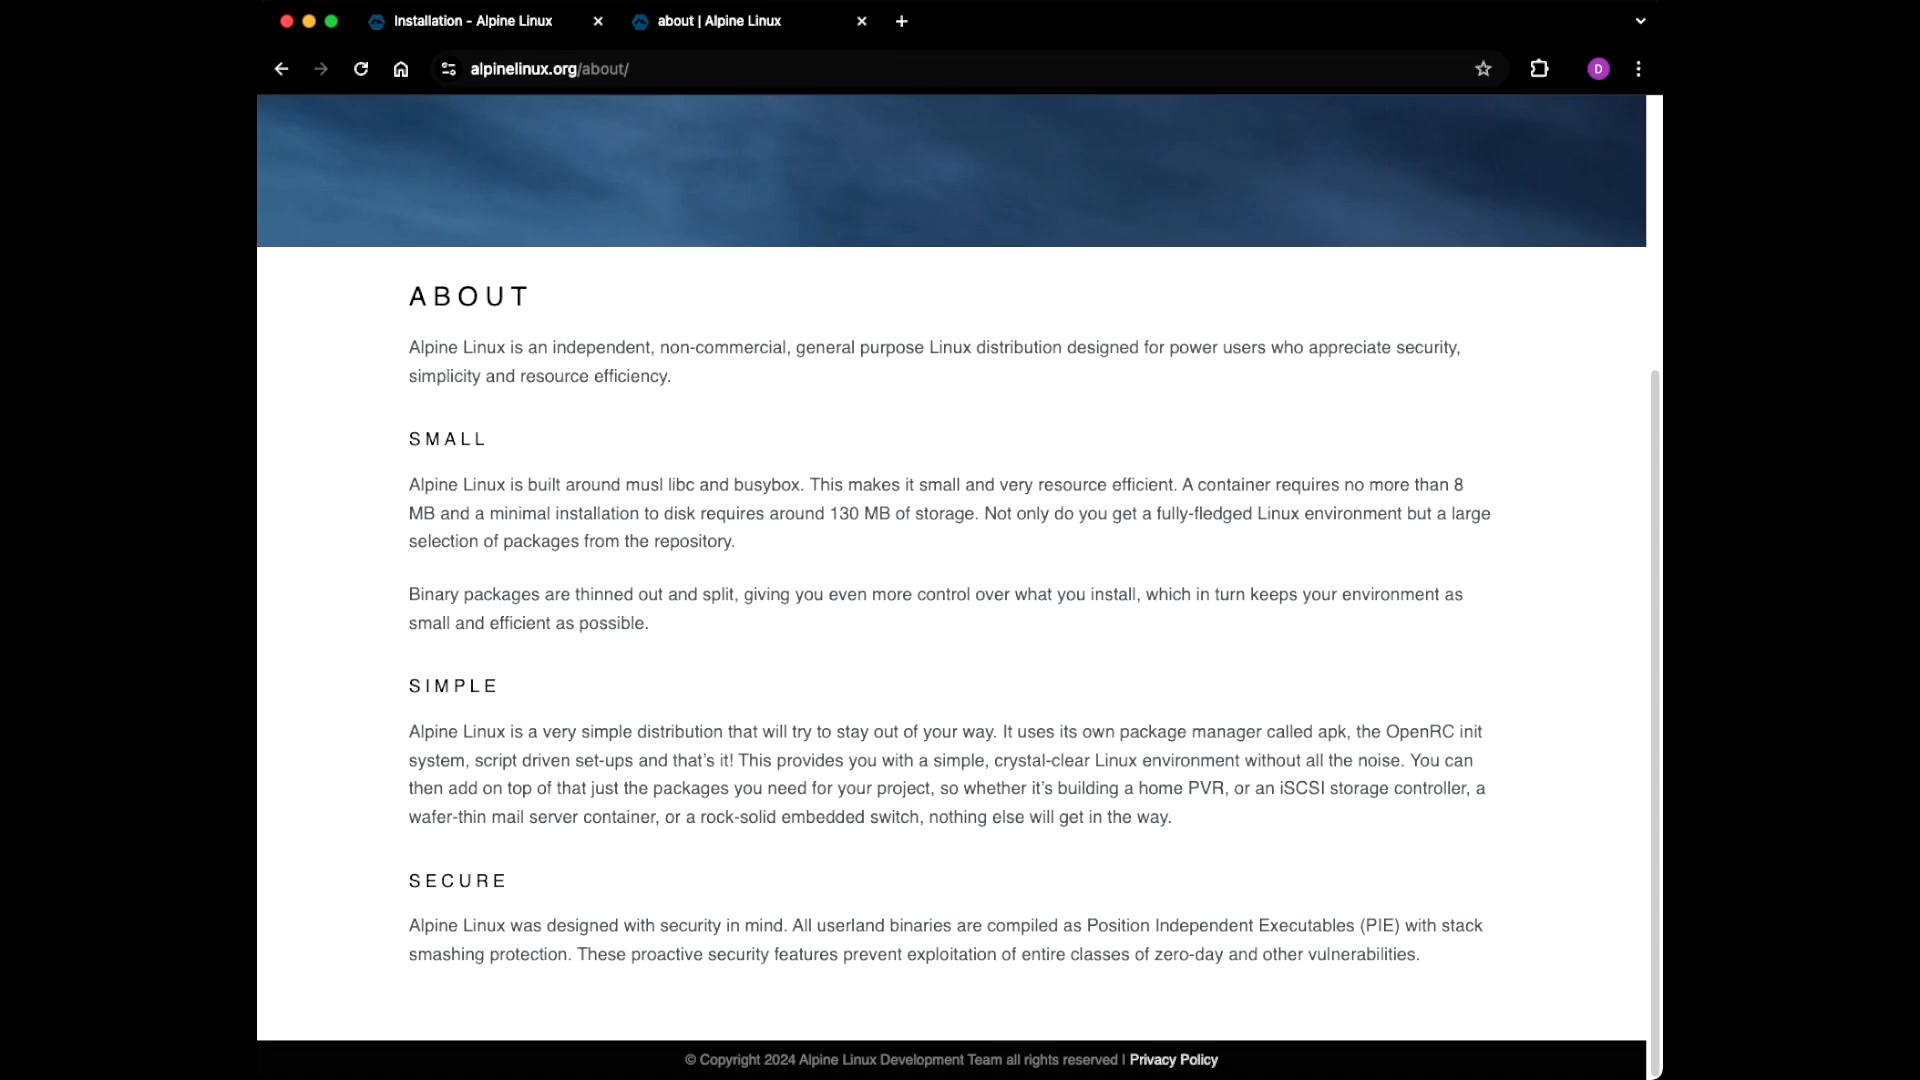 Installation - Alpine Linux
about | Alpine Linux
alpinelinux.org/about/
D
ABOUT
Alpine Linux is an independent, non-commercial, general purpose Linux distribution designed for power users who appreciate security,
simplicity and resource efficiency.
SMALL
Alpine Linux is built around musl libc and busybox. This makes it small and very resource efficient. A container requires no more than 8
MB and a minimal installation to disk requires around 130 MB of storage. Not only do you get a fully-fledged Linux environment but a large
selection of packages from the repository.
Binary packages are thinned out and split, giving you even more control over what you install, which in turn keeps your environment as
small and efficient as possible.
SIMPLE
Alpine Linux is a very simple distribution that will try to stay out of your way. It uses its own package manager called apk, the OpenRC init
system, script driven set-ups and that’s it! This provides you with a simple, crystal-clear Linux environment without all the noise. You can
then add on top of that just the packages you need for your project, so whether it’s building a home PVR, or an iSCSI storage controller, a
wafer-thin mail server container, or a rock-solid embedded switch, nothing else will get in the way.
SECURE
Alpine Linux was designed with security in mind. All userland binaries are compiled as Position Independent Executables (PIE) with stack
smashing protection. These proactive security features prevent exploitation of entire classes of zero-day and other vulnerabilities.
© Copyright 2024 Alpine Linux Development Team all rights reserved | Privacy Policy